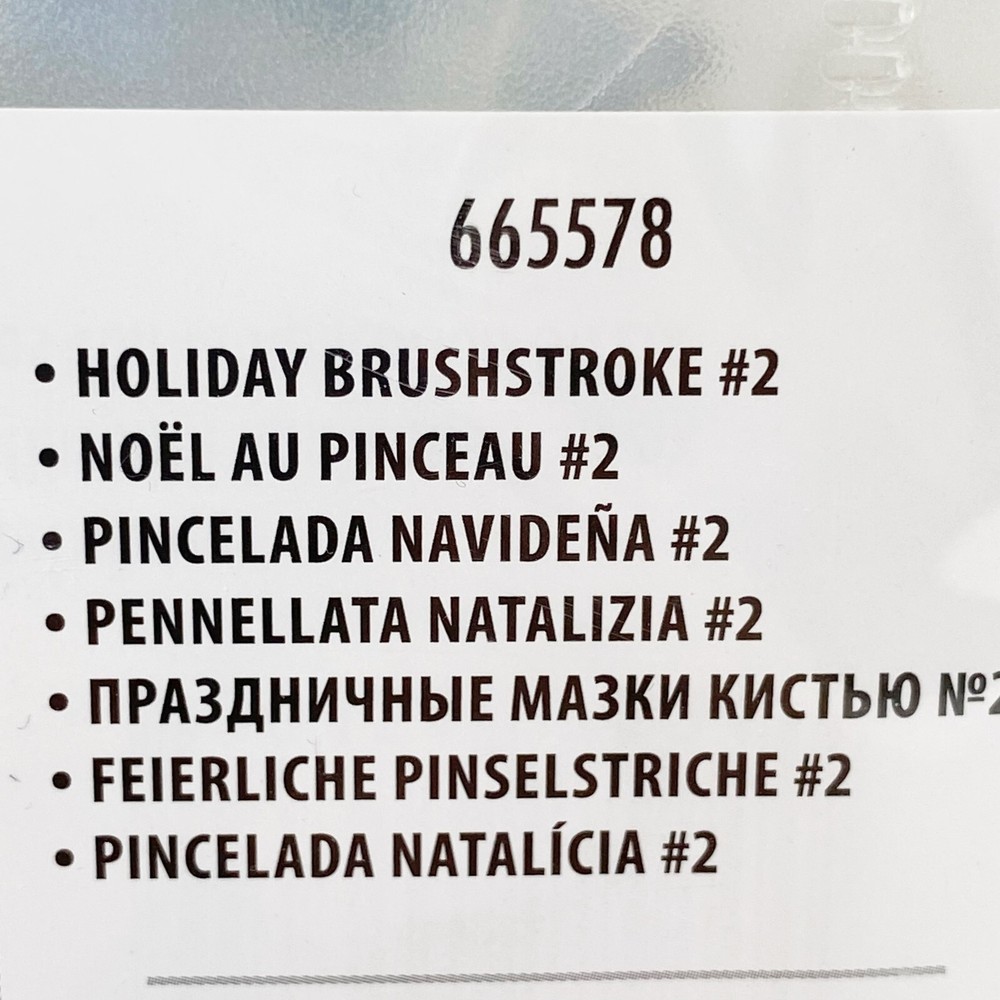 665578
• HOLIDAY BRUSHSTROKE #2
• NOËL AU PINCEAU #2
• PINCELADA NAVIDEÑA #2
• PENNELLATA NATALIZIA #2
• ПРАЗДНИЧНЫЕ МАЗКИ КИСТЬЮ №2
• FEIERLICHE PINSELSTRICHE #2
• PINCELADA NATALÍCIA #2